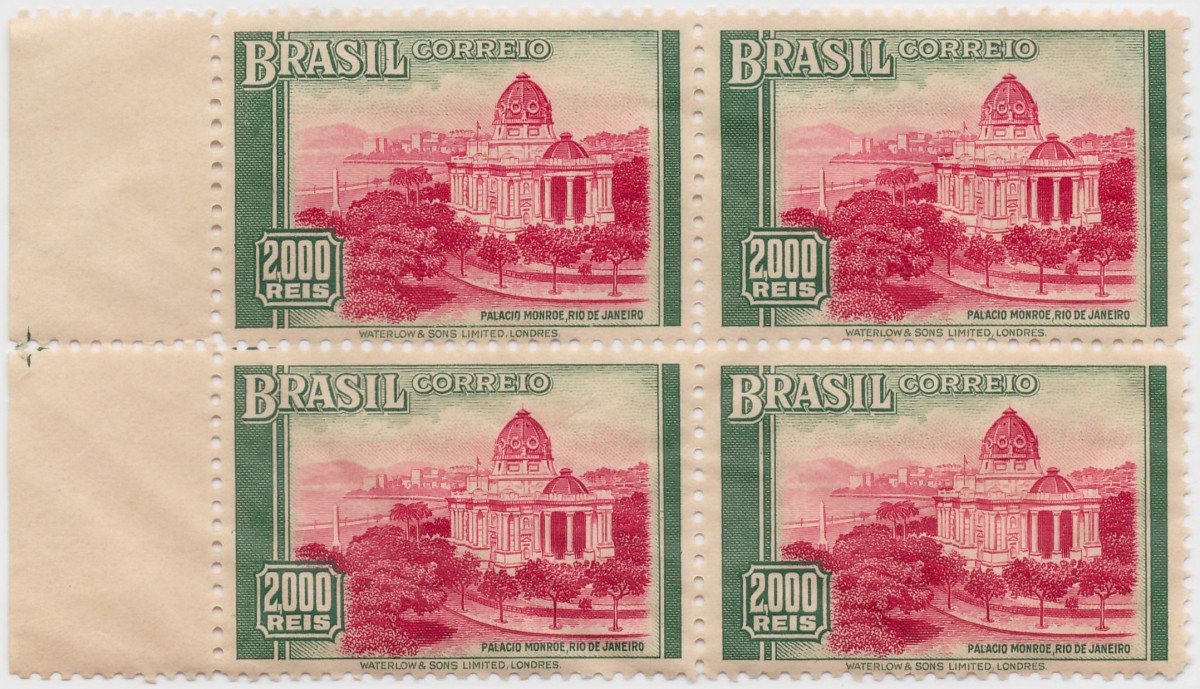 BRASIL CORREIO
2,000
REIS
PALACIO MONROE, RIO DE JANEIRO
WATERLOW & SONS LIMITED, LONDRES.
BRASIL CORREIO
2,000
REIS
PALACIO MONROE, RIO DE JANEIRO
WATERLOW & SONS LIMITED, LONDRES.
BRASIL CORREIO
2,000
REIS
PALACIO MONROE, RIO DE JANEIRO
WATERLOW & SONS LIMITED, LONDRES.
BRASIL CORREIO
2,000
REIS
PALACIO MONROE, RIO DE JANEIRO
WATERLOW & SONS LIMITED, LONDRES.